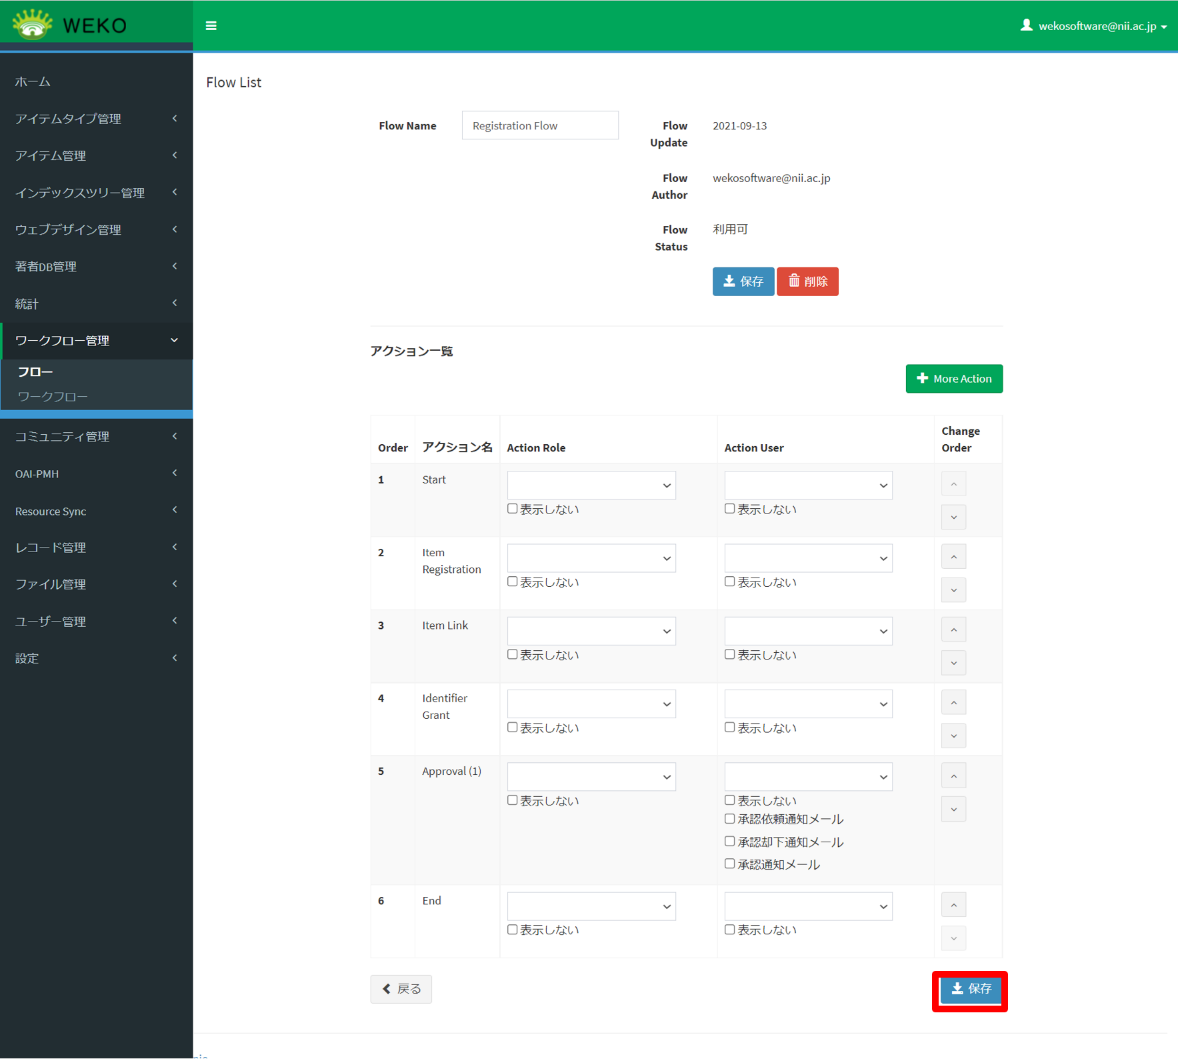 WEKO
wekosoftware@nii.ac.jp
ホーム
アイテムタイプ管理
アイテム管理
インデックスツリー管理
ウェブデザイン管理
著者DB管理
統計
ワークフロー管理
フロー
ワークフロー
コミュニティ管理
OAI-PMH
Resource Sync
レコード管理
ファイル管理
ユーザー管理
設定
Flow List
Flow Name
Registration Flow
Flow
Update
2021-09-13
Flow
Author
wekosoftware@nii.ac.jp
Flow
Status
利用可
保存
削除
アクション一覧
More Action
Order アクション名 Action Role Action User Change
Order
1 Start
表示しない 表示しない
2 Item
Registration
表示しない 表示しない
3 Item Link
表示しない 表示しない
4 Identifier
Grant
表示しない 表示しない
5 Approval (1)
表示しない 表示しない
承認依頼通知メール
承認却下通知メール
承認通知メール
6 End
表示しない 表示しない
戻る
保存